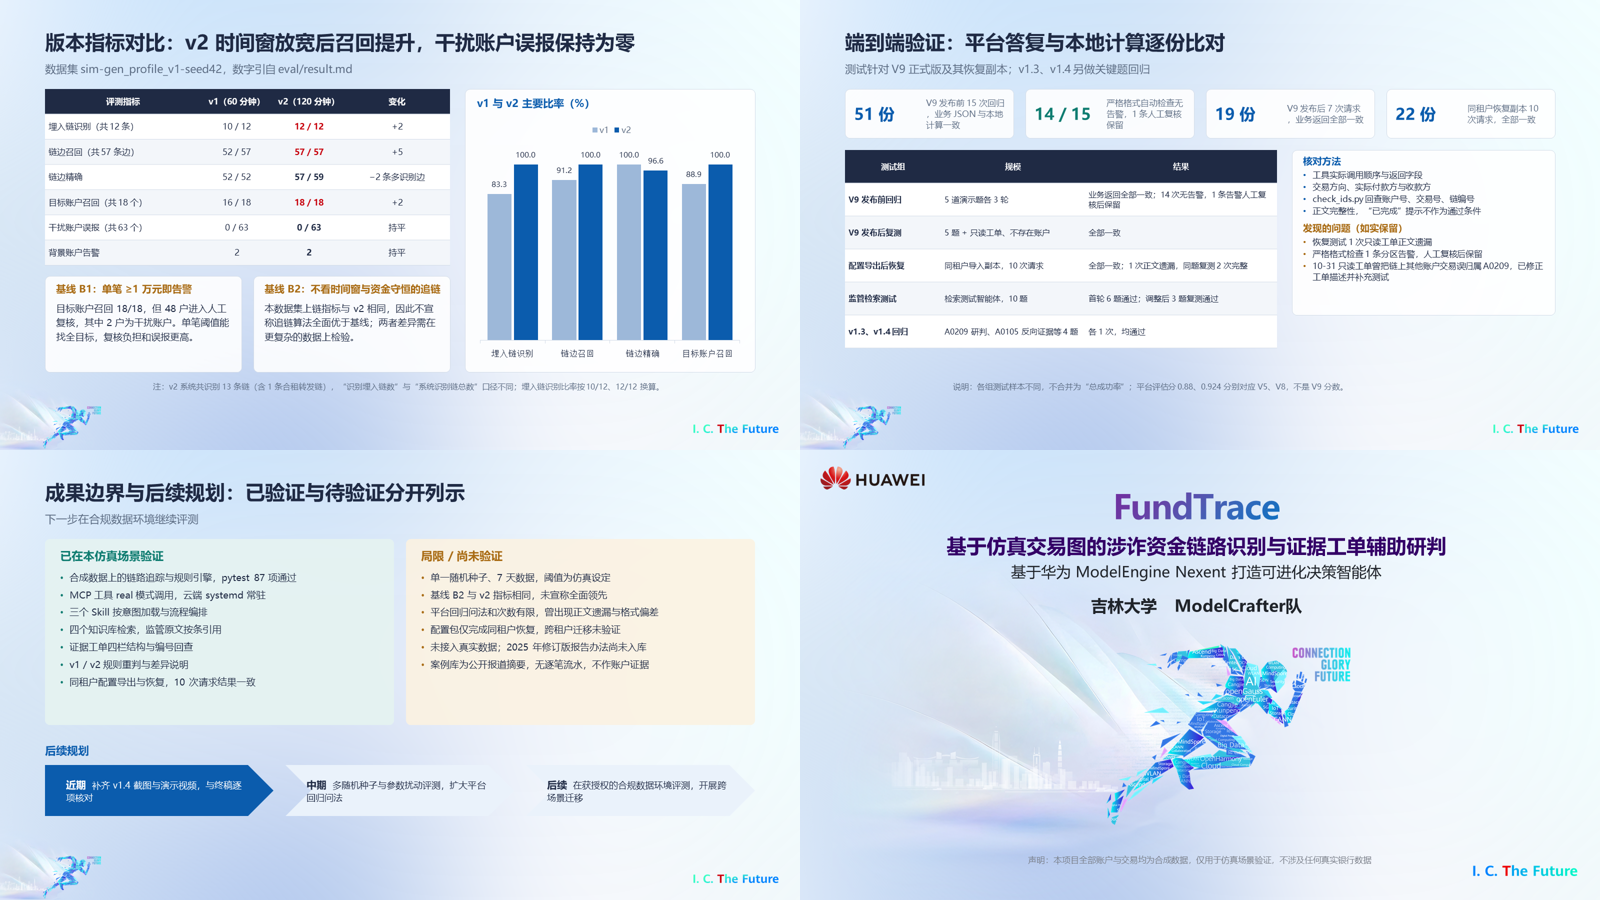 版本指标对比：v2 时间窗放宽后召回提升，干扰账户误报保持为零
数据集 sim-gen_profile_v1-seed42，数字引自 eval/result.md
评测指标 v1（60 分钟） v2（120 分钟） 变化
埋入链识别（共 12 条） 10 / 12 12 / 12 +2
链边召回（共 57 条边） 52 / 57 57 / 57 +5
链边精确 52 / 52 57 / 59 −2 条多识别边
目标账户召回（共 18 个） 16 / 18 18 / 18 +2
干扰账户误报（共 63 个） 0 / 63 0 / 63 持平
背景账户告警 2 2 持平
基线 B1：单笔 ≥1 万元即告警
目标账户召回 18/18，但 48 户进入人工
复核，其中 2 户为干扰账户。单笔阈值能
找全目标，复核负担和误报更高。
基线 B2：不看时间窗与资金守恒的追链
本数据集上链指标与 v2 相同，因此不宣
称追链算法全面优于基线；两者差异需在
更复杂的数据上检验。
v1 与 v2 主要比率（%）
v1 v2
83.3 100.0 91.2 100.0 100.0 96.6 88.9 100.0
埋入链识别 链边召回 链边精确 目标账户召回
注：v2 系统共识别 13 条链（含 1 条合租转发链），“识别埋入链数”与“系统识别链总数”口径不同；埋入链识别比率按 10/12、12/12 换算。
I. C. The Future
端到端验证：平台答复与本地计算逐份比对
测试针对 V9 正式版及其恢复副本；v1.3、v1.4 另做关键题回归
51 份
V9 发布前 15 次回归
，业务 JSON 与本地
计算一致
14 / 15
严格格式自动检查无
告警，1 条人工复核
保留
19 份
V9 发布后 7 次请求
，业务返回全部一致
22 份
同租户恢复副本 10
次请求，全部一致
测试组 规模 结果
V9 发布前回归 5 道演示题各 3 轮 业务返回全部一致；14 次无告警，1 条告警人工复
核后保留
V9 发布后复测 5 题 + 只读工单、不存在账户 全部一致
配置导出后恢复 同租户导入副本，10 次请求 全部一致；1 次正文遗漏，同题复测 2 次完整
监管检索测试 检索测试智能体，10 题 首轮 6 题通过；调整后 3 题复测通过
v1.3、v1.4 回归 A0209 研判、A0105 反向证据等 4 题 各 1 次，均通过
核对方法
• 工具实际调用顺序与返回字段
• 交易方向、实际付款方与收款方
• check_ids.py 回查账户号、交易号、链编号
• 正文完整性，“已完成”提示不作为通过条件
发现的问题（如实保留）
• 恢复测试 1 次只读工单正文遗漏
• 严格格式检查 1 条分区告警，人工复核后保留
• 10-31 只读工单曾把链上其他账户交易误归属 A0209，已修正
工单描述并补充测试
说明：各组测试样本不同，不合并为“总成功率”；平台评估分 0.88、0.924 分别对应 V5、V8，不是 V9 分数。
I. C. The Future
成果边界与后续规划：已验证与待验证分开列示
下一步在合规数据环境继续评测
已在本仿真场景验证
• 合成数据上的链路追踪与规则引擎，pytest 87 项通过
• MCP 工具 real 模式调用，云端 systemd 常驻
• 三个 Skill 按意图加载与流程编排
• 四个知识库检索，监管原文按条引用
• 证据工单四栏结构与编号回查
• v1 / v2 规则重判与差异说明
• 同租户配置导出与恢复，10 次请求结果一致
局限 / 尚未验证
• 单一随机种子、7 天数据，阈值为仿真设定
• 基线 B2 与 v2 指标相同，未宣称全面领先
• 平台回归问法和次数有限，曾出现正文遗漏与格式偏差
• 配置包仅完成同租户恢复，跨租户迁移未验证
• 未接入真实数据；2025 年修订版报告办法尚未入库
• 案例库为公开报道摘要，无逐笔流水，不作账户证据
后续规划
近期 补齐 v1.4 截图与演示视频，与终稿逐
项核对
中期 多随机种子与参数扰动评测，扩大平台
回归问法
后续 在获授权的合规数据环境评测，开展跨
场景迁移
I. C. The Future
HUAWEI
FundTrace
基于仿真交易图的涉诈资金链路识别与证据工单辅助研判
基于华为 ModelEngine Nexent 打造可进化决策智能体
吉林大学 ModelCrafter队
CONNECTION
GLORY
FUTURE
AI
openGauss
openEuler
Big Data
Cloud
WLAN
声明：本项目全部账户与交易均为合成数据，仅用于仿真场景验证，不涉及任何真实银行数据
I. C. The Future